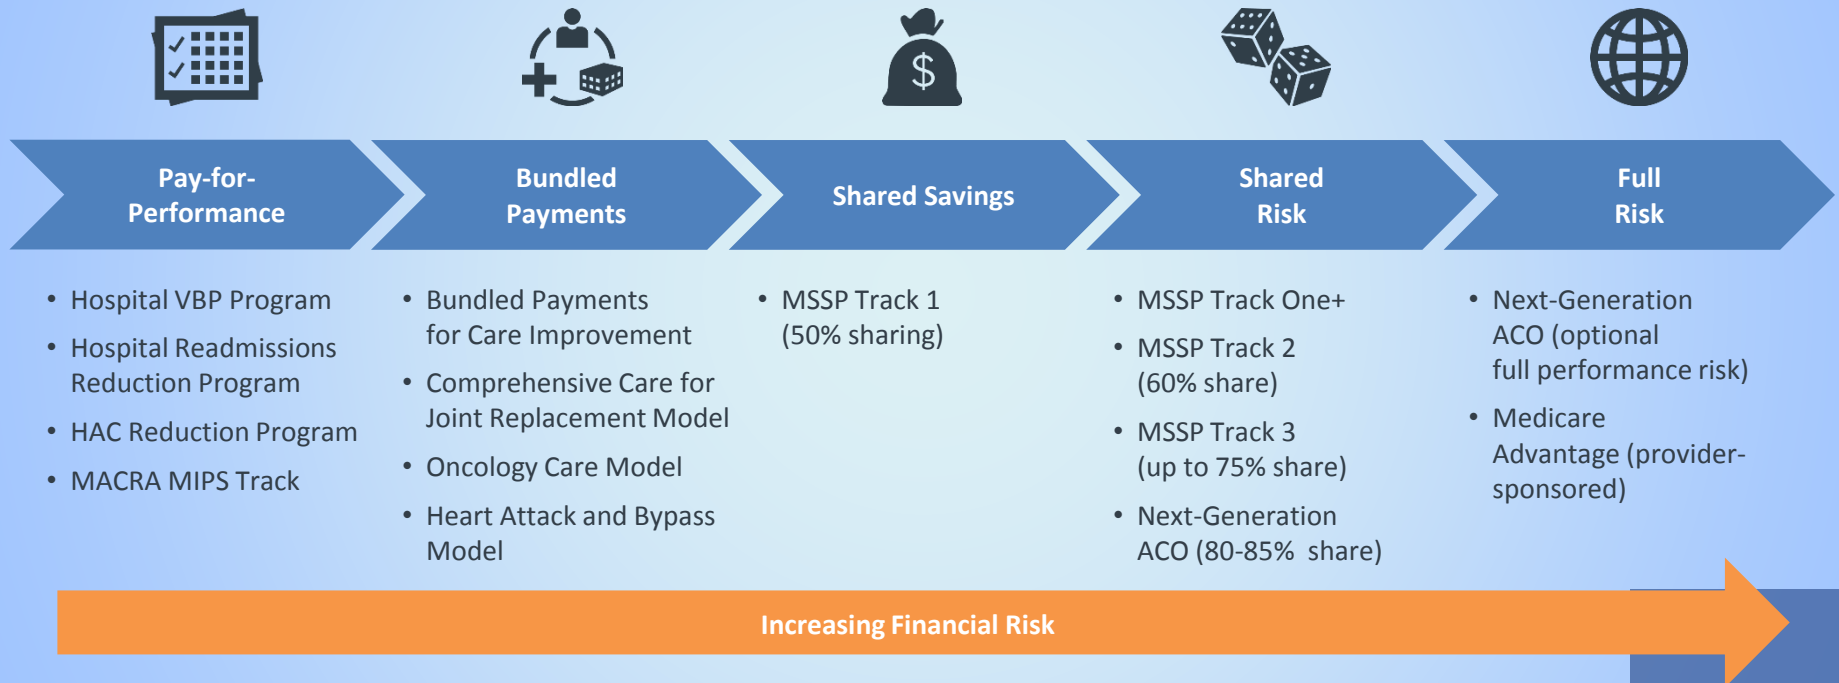 Pay-for-
Performance
Bundled
Payments
Shared Savings
Shared
Risk
Full
Risk
• Hospital VBP Program
• Hospital Readmissions
Reduction Program
• HAC Reduction Program
• MACRA MIPS Track
• Bundled Payments
for Care Improvement
• Comprehensive Care for
Joint Replacement Model
• Oncology Care Model
• Heart Attack and Bypass
Model
• MSSP Track 1
(50% sharing)
• MSSP Track One+
• MSSP Track 2
(60% share)
• MSSP Track 3
(up to 75% share)
• Next-Generation
ACO (80-85% share)
• Next-Generation
ACO (optional
full performance risk)
• Medicare
Advantage (provider-
sponsored)
Increasing Financial Risk